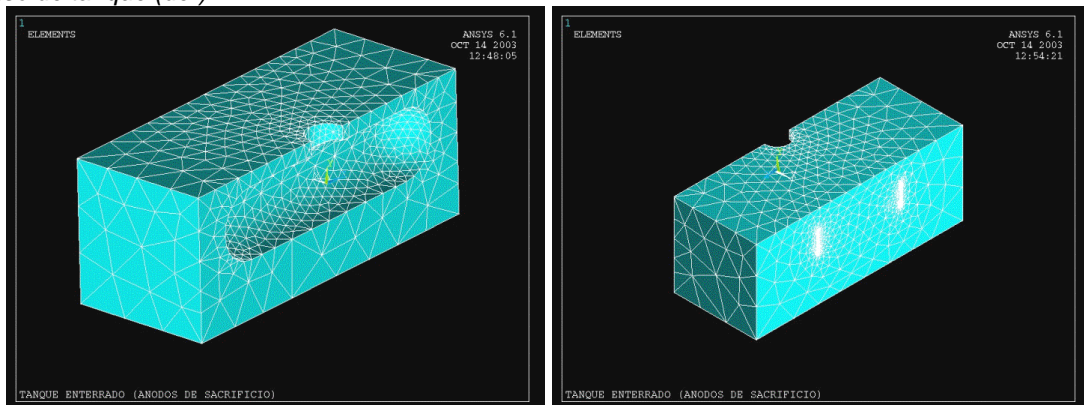 1
ELEMENTS
ANSYS 6.1
OCT 14 2003
12:48:05
TANQUE ENTERRADO (ANODOS DE SACRIFICIO)
1
ELEMENTS
ANSYS 6.1
OCT 14 2003
12:54:21
TANQUE ENTERRADO (ANODOS DE SACRIFICIO)